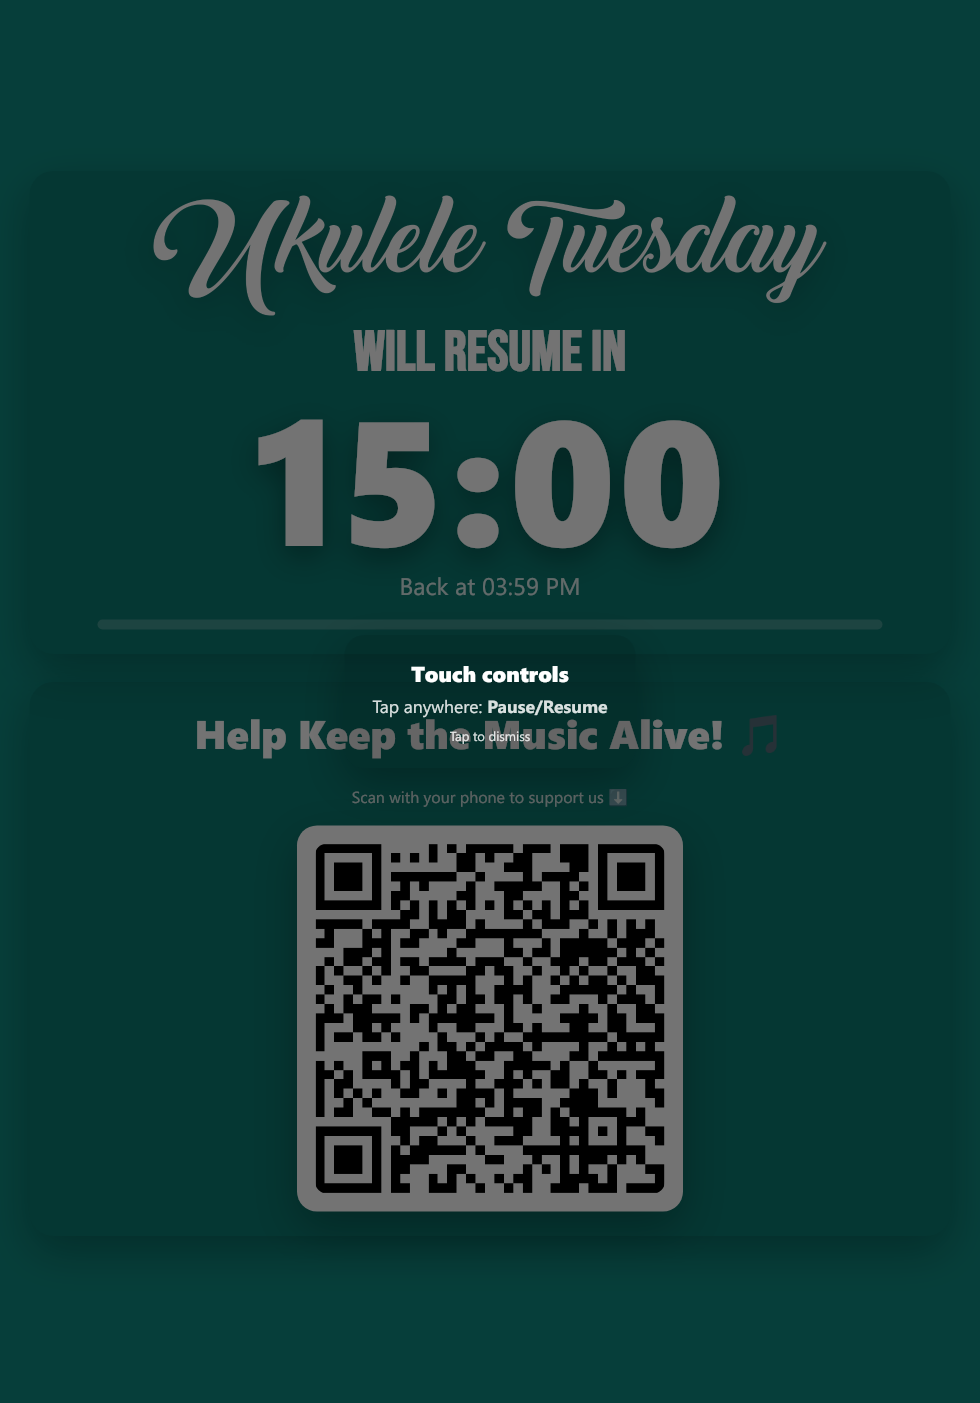 Ukulele Tuesday
WILL RESUME IN
15:00
Back at 03:59 PM
Touch controls
Tap anywhere: Pause/Resume
Tap to dismiss
Help Keep the Music Alive! 🎵
Scan with your phone to support us ⬇️